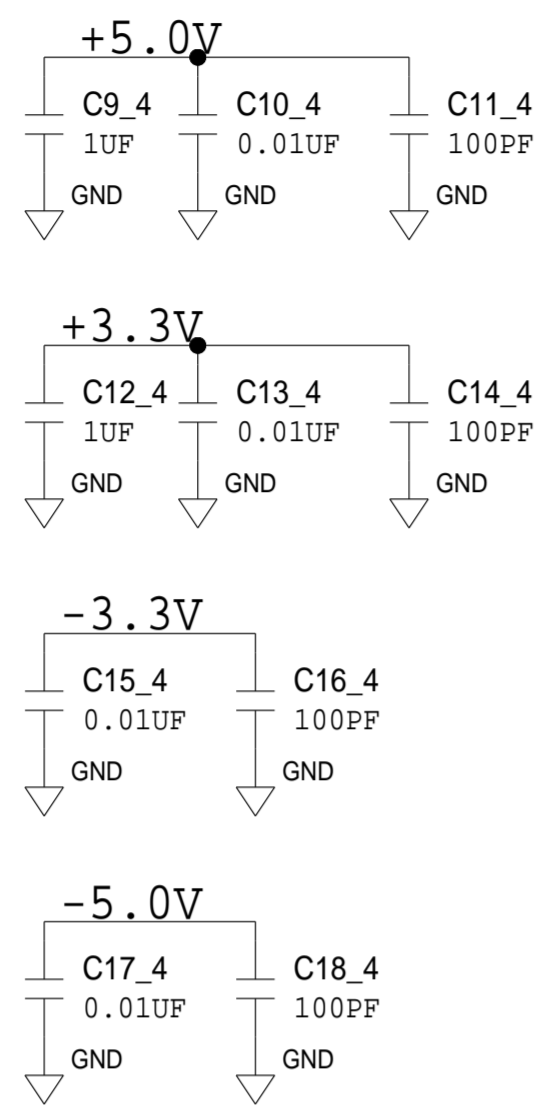 +5.0V
C9_4 C10_4 C11_4
1UF 0.01UF 100PF
GND GND GND
+3.3V
C12_4 C13_4 C14_4
1UF 0.01UF 100PF
GND GND GND
-3.3V
C15_4 C16_4
0.01UF 100PF
GND GND
-5.0V
C17_4 C18_4
0.01UF 100PF
GND GND